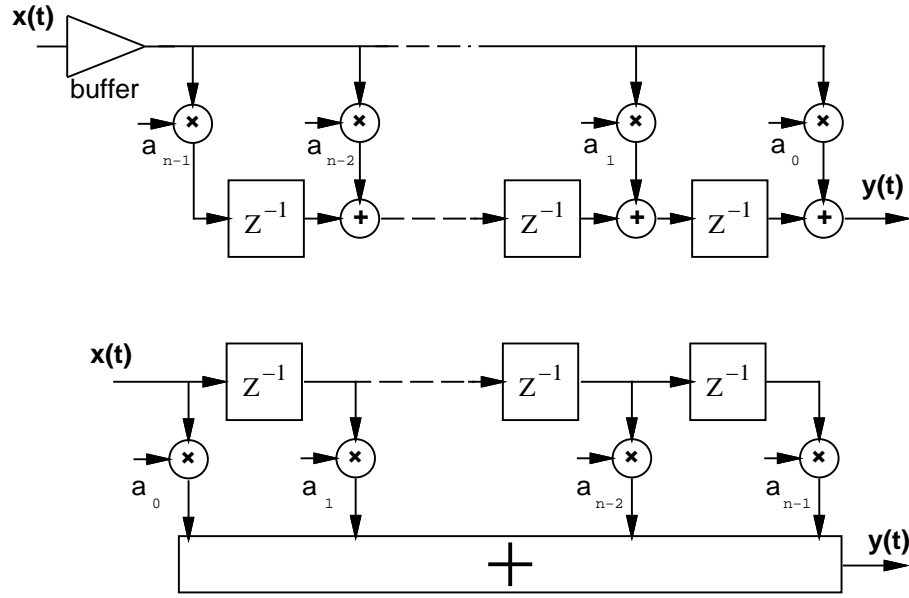 x(t)
buffer
× × × ×
a n-1 a n-2 a 1 a 0
y(t)
Z⁻¹ + Z⁻¹ + Z⁻¹ +
x(t)
Z⁻¹ Z⁻¹ Z⁻¹
× × × ×
a 0 a 1 a n-2 a n-1
y(t)
+